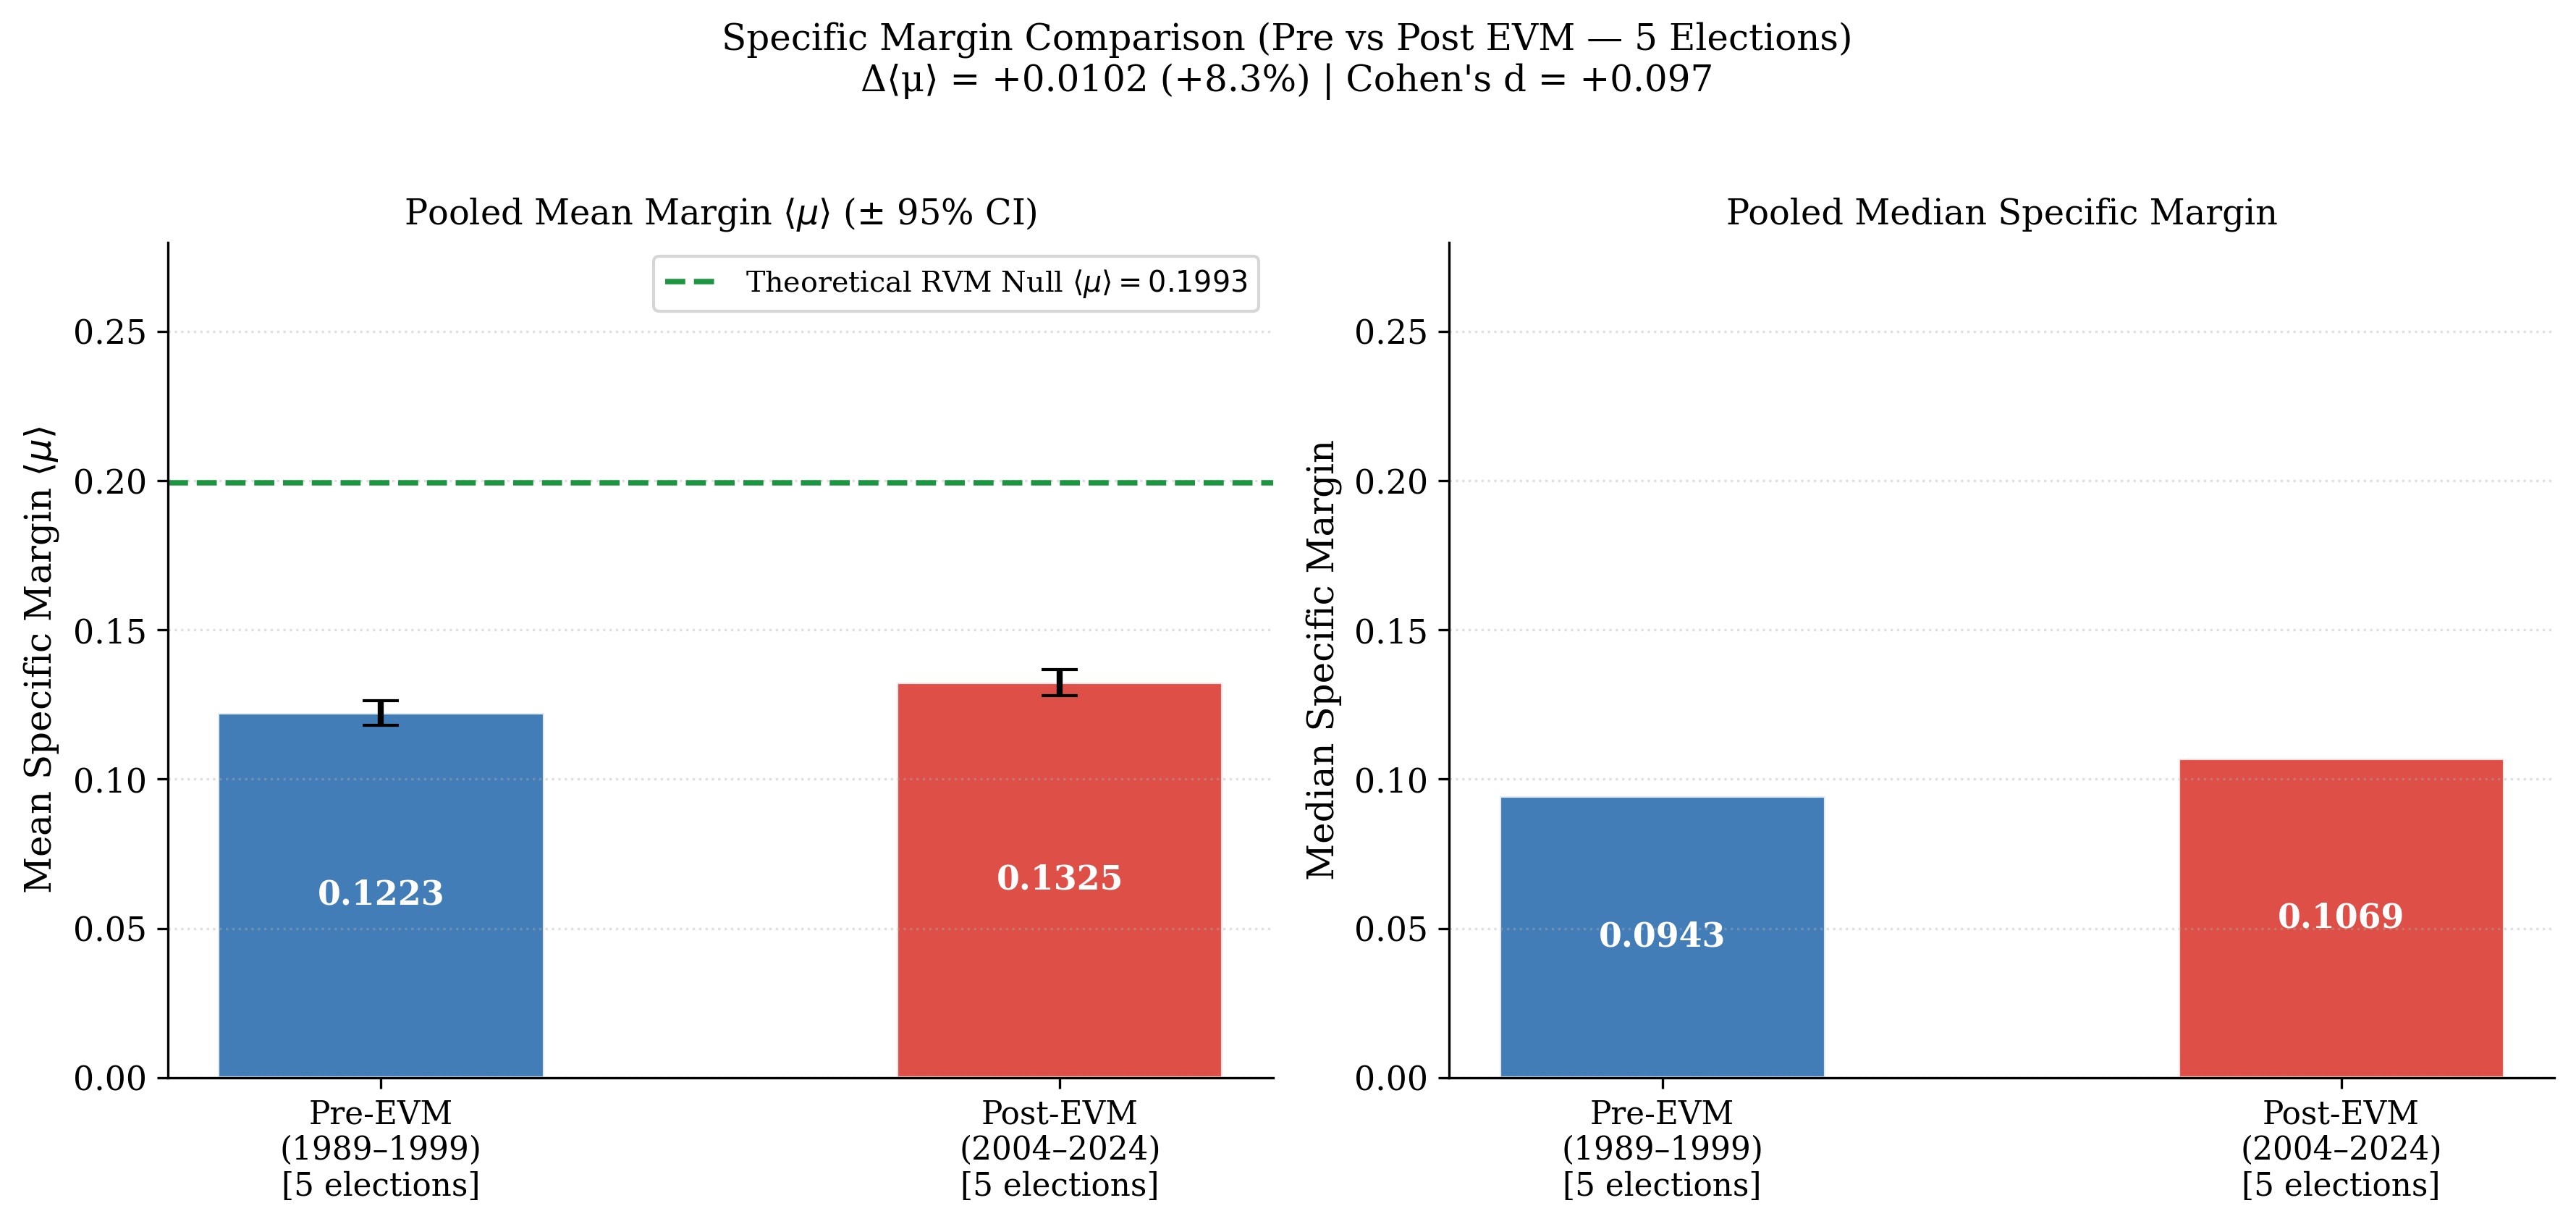 Specific Margin Comparison (Pre vs Post EVM — 5 Elections)
Δ⟨μ⟩ = +0.0102 (+8.3%) | Cohen's d = +0.097
Pooled Mean Margin ⟨μ⟩ (± 95% CI)
Theoretical RVM Null ⟨μ⟩ = 0.1993
Mean Specific Margin ⟨μ⟩
0.25
0.20
0.15
0.10
0.05
0.00
0.1223
0.1325
Pre-EVM
(1989–1999)
[5 elections]
Post-EVM
(2004–2024)
[5 elections]
Pooled Median Specific Margin
Median Specific Margin
0.25
0.20
0.15
0.10
0.05
0.00
0.0943
0.1069
Pre-EVM
(1989–1999)
[5 elections]
Post-EVM
(2004–2024)
[5 elections]